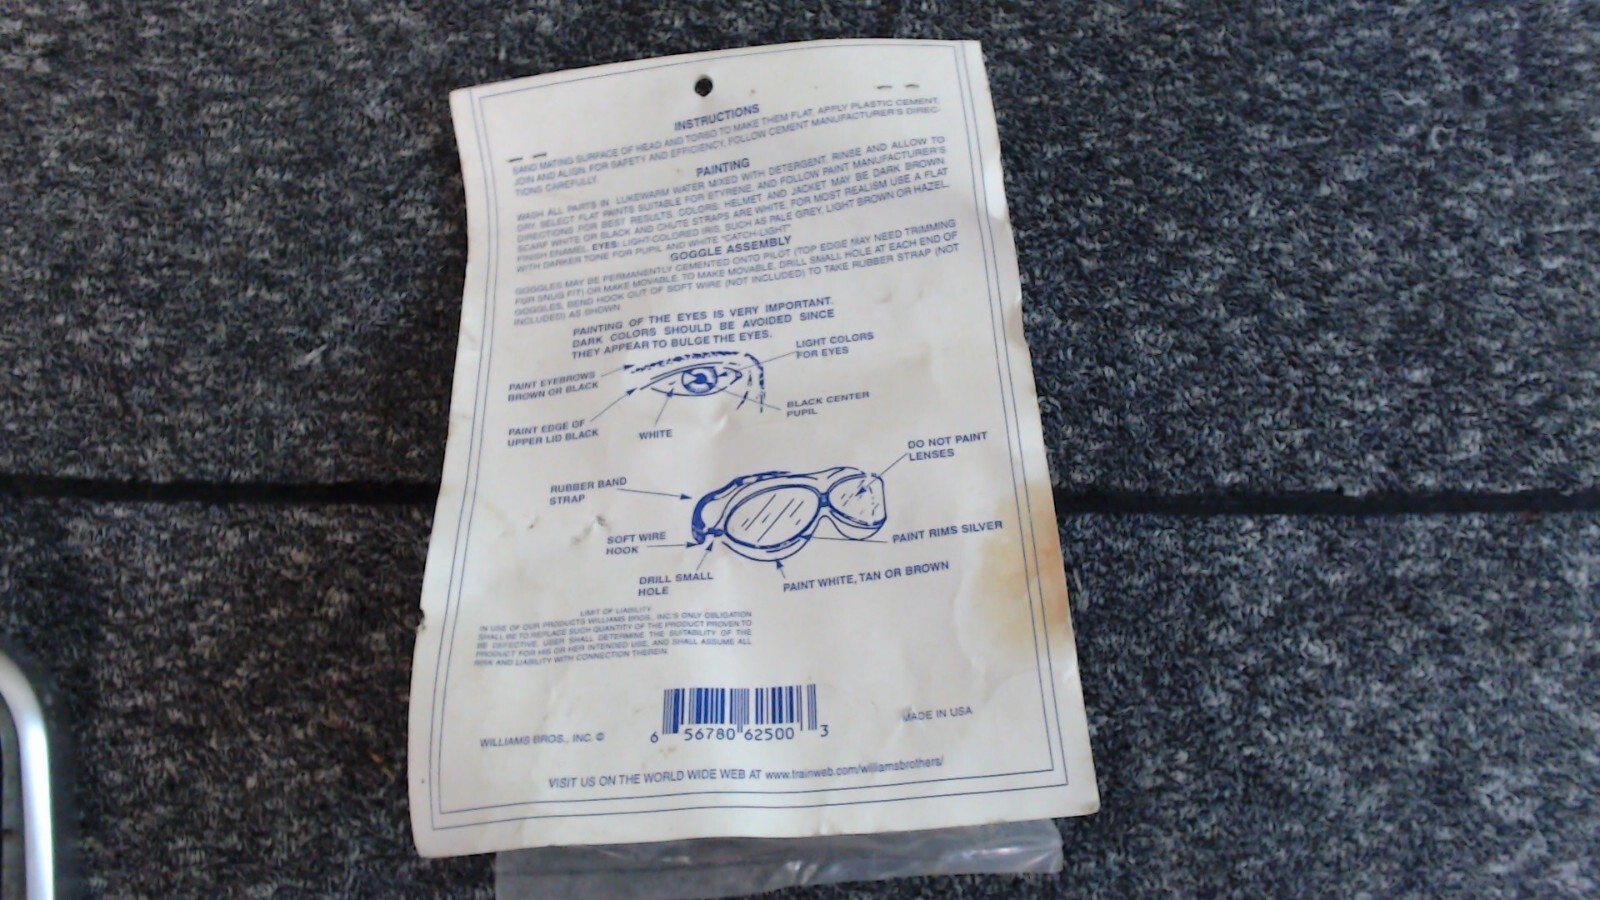 INSTRUCTIONS
SAND MATING SURFACE OF HEAD AND TORSO TO MAKE THEM FLAT. APPLY PLASTIC CEMENT,
JOIN AND ALIGN. FOR SAFETY AND EFFICIENCY, FOLLOW CEMENT MANUFACTURER'S DIREC-
TIONS CAREFULLY.
PAINTING
WASH ALL PARTS IN LUKEWARM WATER MIXED WITH DETERGENT, RINSE AND ALLOW TO
DRY. SELECT FLAT PAINTS SUITABLE FOR STYRENE, AND FOLLOW PAINT MANUFACTURER'S
DIRECTIONS FOR BEST RESULTS. COLORS: HELMET AND JACKET MAY BE DARK BROWN,
SCARF WHITE OR BLACK AND CHUTE STRAPS ARE WHITE. FOR MOST REALISM USE A FLAT
FINISH ENAMEL. EYES: LIGHT-COLORED IRIS, SUCH AS PALE GREY, LIGHT BROWN OR HAZEL,
WITH DARKER TONE FOR PUPIL AND WHITE "CATCH-LIGHT"
GOGGLE ASSEMBLY
GOGGLES MAY BE PERMANENTLY CEMENTED ONTO PILOT (TOP EDGE MAY NEED TRIMMING
FOR SNUG FIT) OR MAKE MOVABLE. TO MAKE MOVABLE, DRILL SMALL HOLE AT EACH END OF
GOGGLES, BEND HOOK OUT OF SOFT WIRE (NOT INCLUDED) TO TAKE RUBBER STRAP (NOT
INCLUDED) AS SHOWN.
PAINTING OF THE EYES IS VERY IMPORTANT.
DARK COLORS SHOULD BE AVOIDED SINCE
THEY APPEAR TO BULGE THE EYES.
LIGHT COLORS
FOR EYES
PAINT EYEBROWS
BROWN OR BLACK
BLACK CENTER
PUPIL
PAINT EDGE OF
UPPER LID BLACK
WHITE
DO NOT PAINT
LENSES
RUBBER BAND
STRAP
SOFT WIRE
HOOK
PAINT RIMS SILVER
DRILL SMALL
HOLE
PAINT WHITE, TAN OR BROWN
LIMIT OF LIABILITY
IN USE OF OUR PRODUCTS WILLIAMS BROS., INC.'S ONLY OBLIGATION
SHALL BE TO REPLACE SUCH QUANTITY OF THE PRODUCT PROVEN TO
BE DEFECTIVE. USER SHALL DETERMINE THE SUITABILITY OF THE
PRODUCT FOR HIS OR HER INTENDED USE, AND SHALL ASSUME ALL
RISK AND LIABILITY WITH CONNECTION THEREIN.
WILLIAMS BROS., INC. ©
6 56780 62500 3
MADE IN USA
VISIT US ON THE WORLD WIDE WEB AT www.trainweb.com/williamsbrothers/